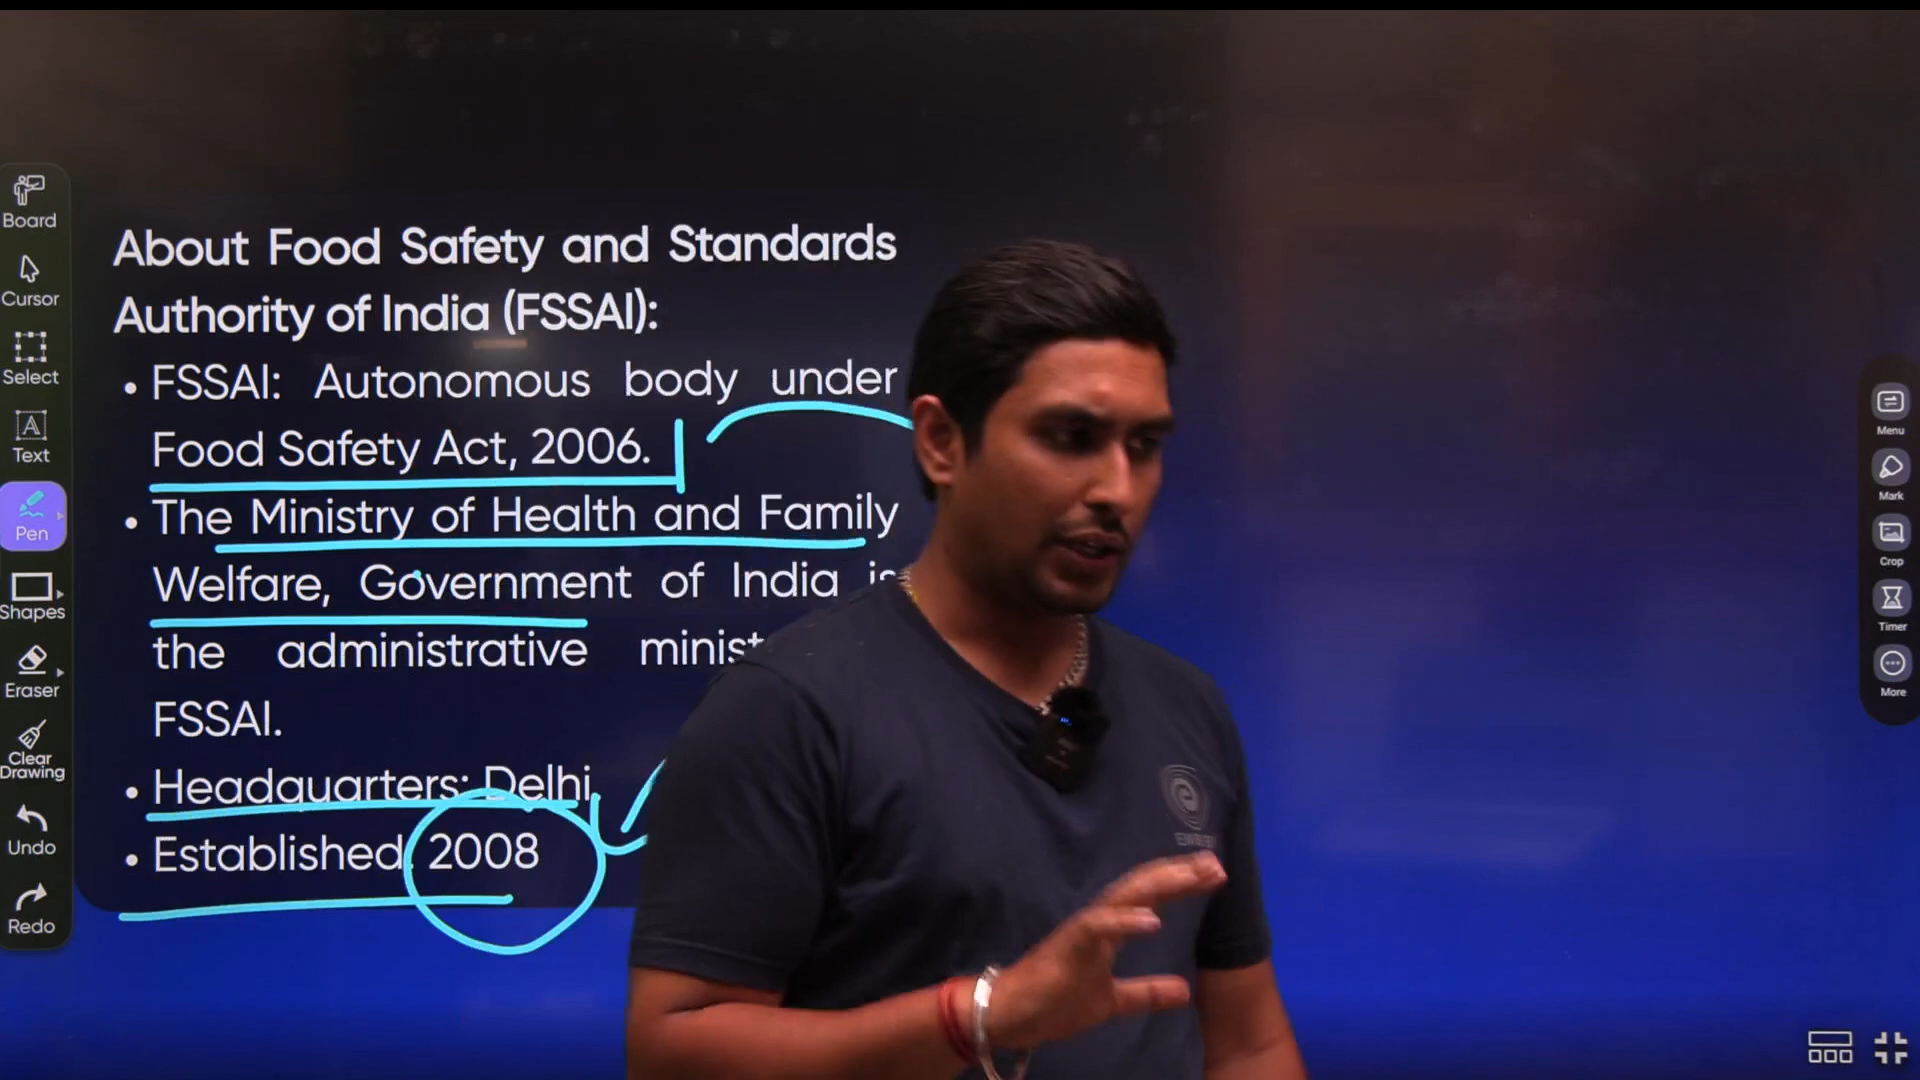 About Food Safety and Standards
Authority of India (FSSAI):
• FSSAI: Autonomous body under
Food Safety Act, 2006.
• The Ministry of Health and Family
Welfare, Government of India is
the administrative
FSSAI.
• Headquarters: Delhi
• Established 2008
Board
Cursor
Select
Text
Pen
Shapes
Eraser
Clear
Drawing
Undo
Redo
Menu
Mark
Crop
Timer
More